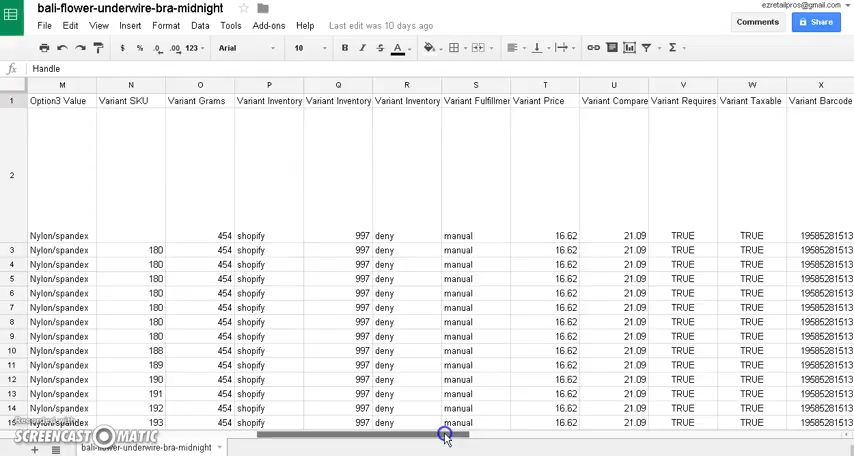 bali-flower-underwire-bra-midnight
ezretailpros@gmail.com
File Edit View Insert Format Data Tools Add-ons Help Last edit was 10 days ago
Comments Share
$ % .0 .00 123 Arial 10 B I S A Σ
fx Handle
M N O P Q R S T U V W X
1 Option3 Value Variant SKU Variant Grams Variant Inventory Variant Inventory Variant Inventory Variant Fulfillmer Variant Price Variant Compare Variant Requires Variant Taxable Variant Barcode
2 Nylon/spandex 454 shopify 997 deny manual 16.62 21.09 TRUE TRUE 19585281513
3 Nylon/spandex 180 454 shopify 997 deny manual 16.62 21.09 TRUE TRUE 19585281513
4 Nylon/spandex 180 454 shopify 997 deny manual 16.62 21.09 TRUE TRUE 19585281513
5 Nylon/spandex 180 454 shopify 997 deny manual 16.62 21.09 TRUE TRUE 19585281513
6 Nylon/spandex 180 454 shopify 997 deny manual 16.62 21.09 TRUE TRUE 19585281513
7 Nylon/spandex 180 454 shopify 997 deny manual 16.62 21.09 TRUE TRUE 19585281513
8 Nylon/spandex 180 454 shopify 997 deny manual 16.62 21.09 TRUE TRUE 19585281513
9 Nylon/spandex 180 454 shopify 997 deny manual 16.62 21.09 TRUE TRUE 19585281513
10 Nylon/spandex 188 454 shopify 997 deny manual 16.62 21.09 TRUE TRUE 19585281513
11 Nylon/spandex 189 454 shopify 997 deny manual 16.62 21.09 TRUE TRUE 19585281513
12 Nylon/spandex 190 454 shopify 997 deny manual 16.62 21.09 TRUE TRUE 19585281513
13 Nylon/spandex 191 454 shopify 997 deny manual 16.62 21.09 TRUE TRUE 19585281513
14 Nylon/spandex 192 454 shopify 997 deny manual 16.62 21.09 TRUE TRUE 19585281513
15 Nylon/spandex 193 454 shopify 997 deny manual 16.62 21.09 TRUE TRUE 19585281513
Recorded with
SCREENCAST-O-MATIC
bali-flower-underwire-bra-midnight